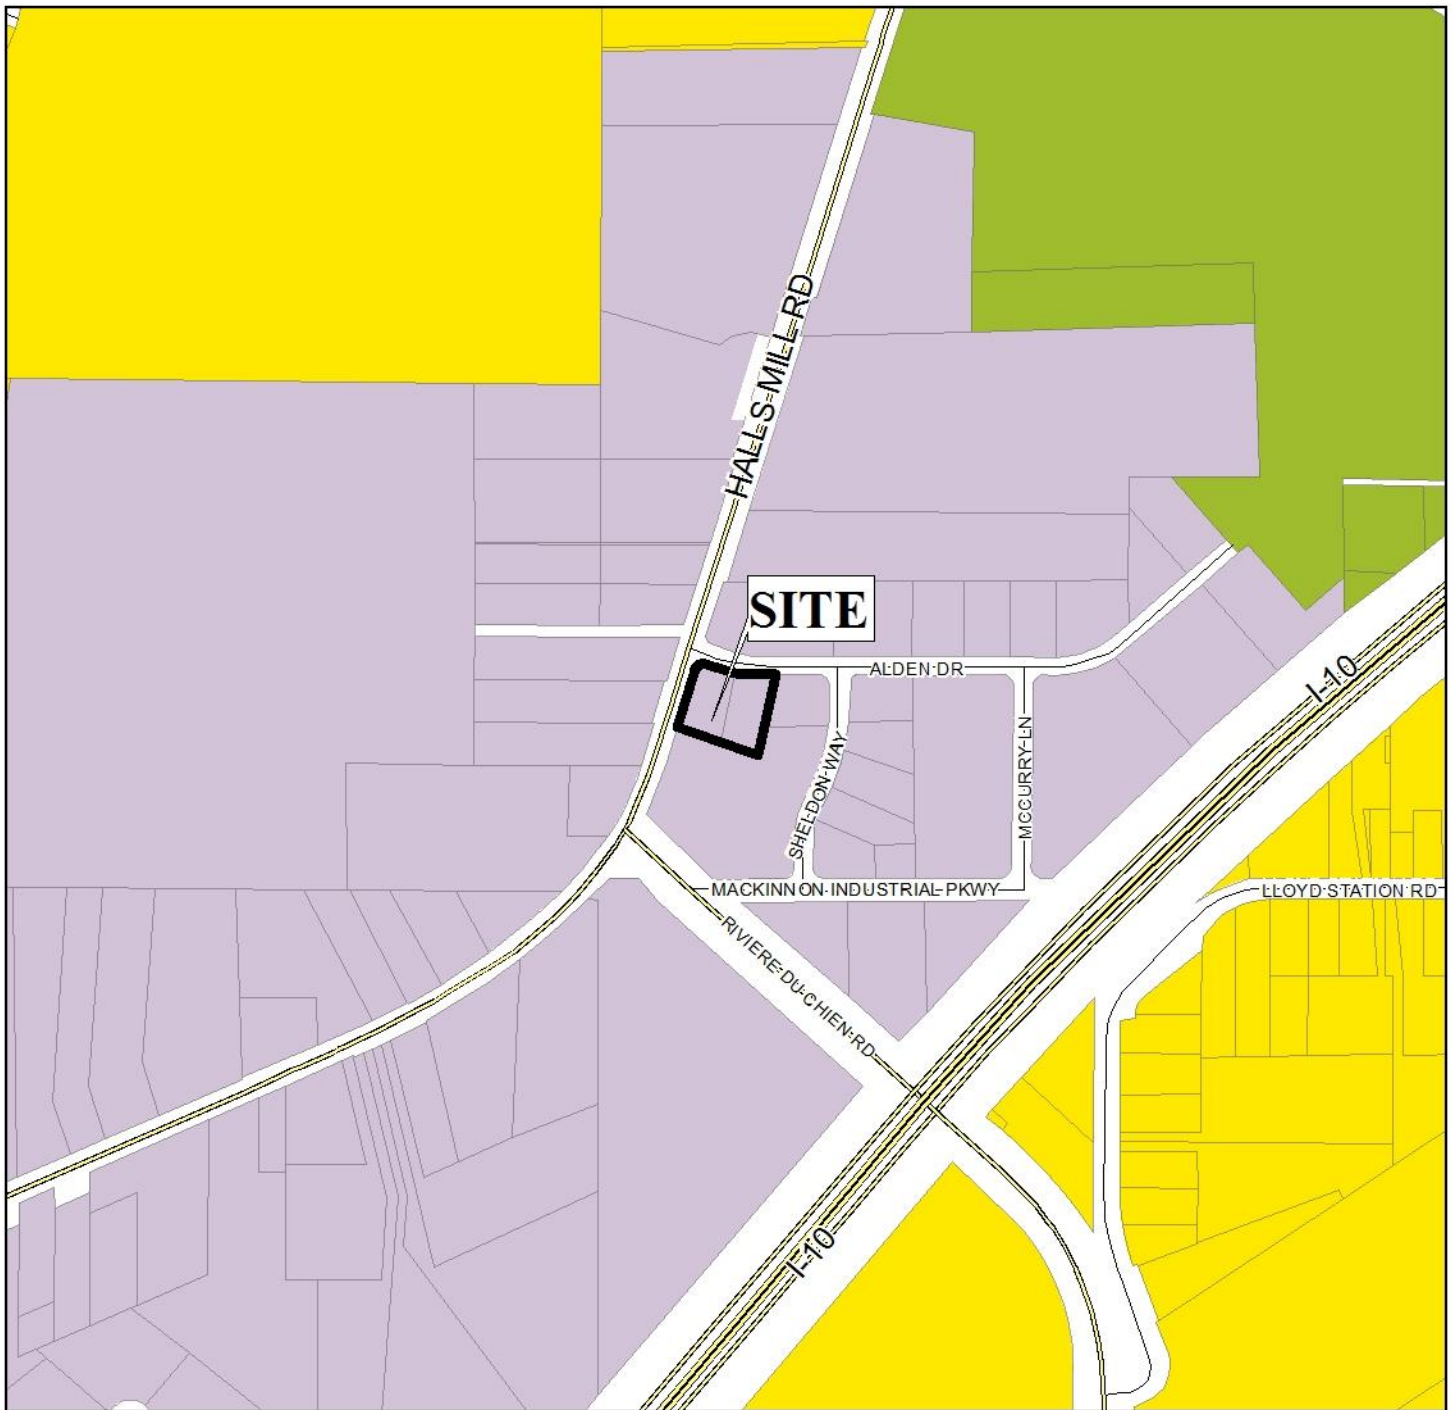 HALLS MILL RD
SITE
ALDEN DR
I-10
SHELDON WAY
MCCURRY LN
MACKINNON INDUSTRIAL PKWY
LLOYD STATION RD
RIVIERE DU CHIEN RD
I-10